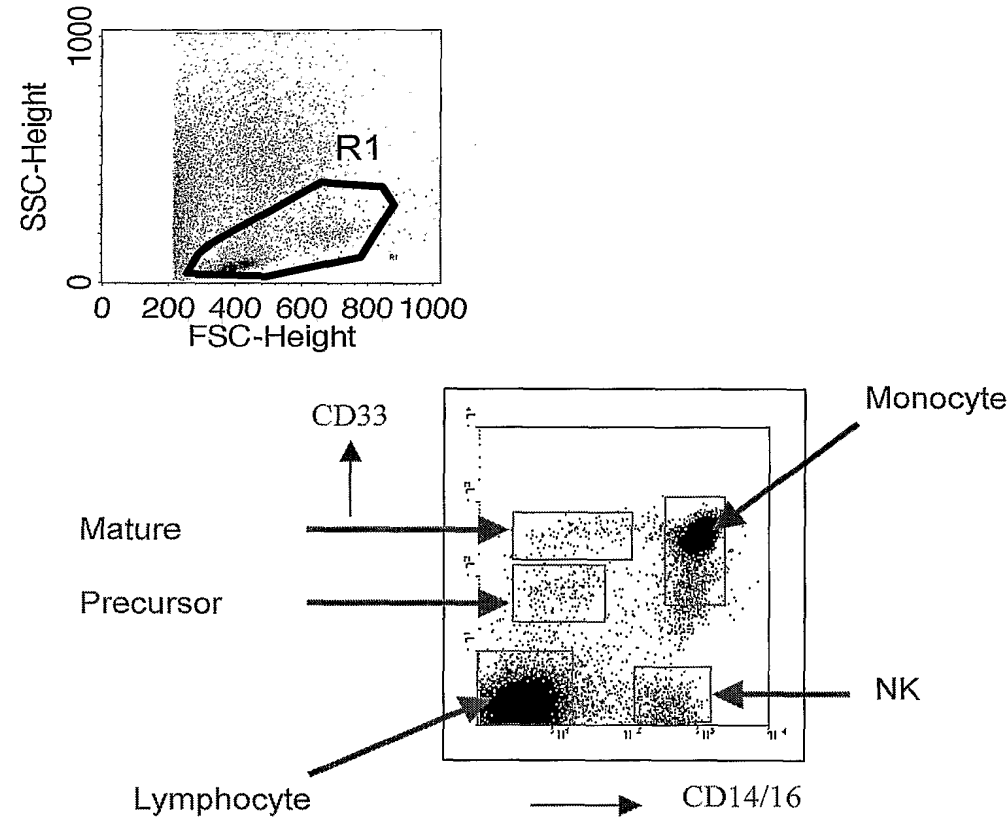 1000
SSC-Height
R1
R1
0
0 200 400 600 800 1000
FSC-Height
Monocyte
CD33
Mature
Precursor
NK
Lymphocyte
CD14/16